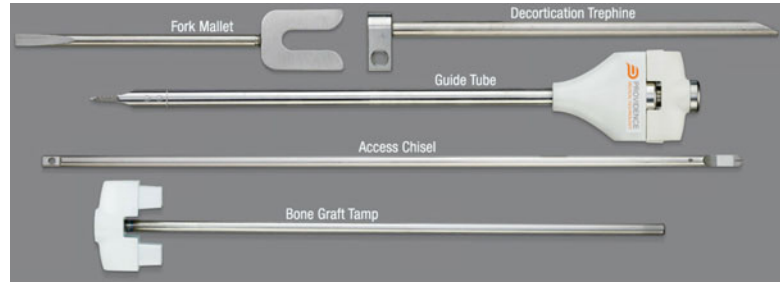 Fork Mallet
Decortication Trephine
Guide Tube
PROVIDENCE
Access Chisel
Bone Graft Tamp